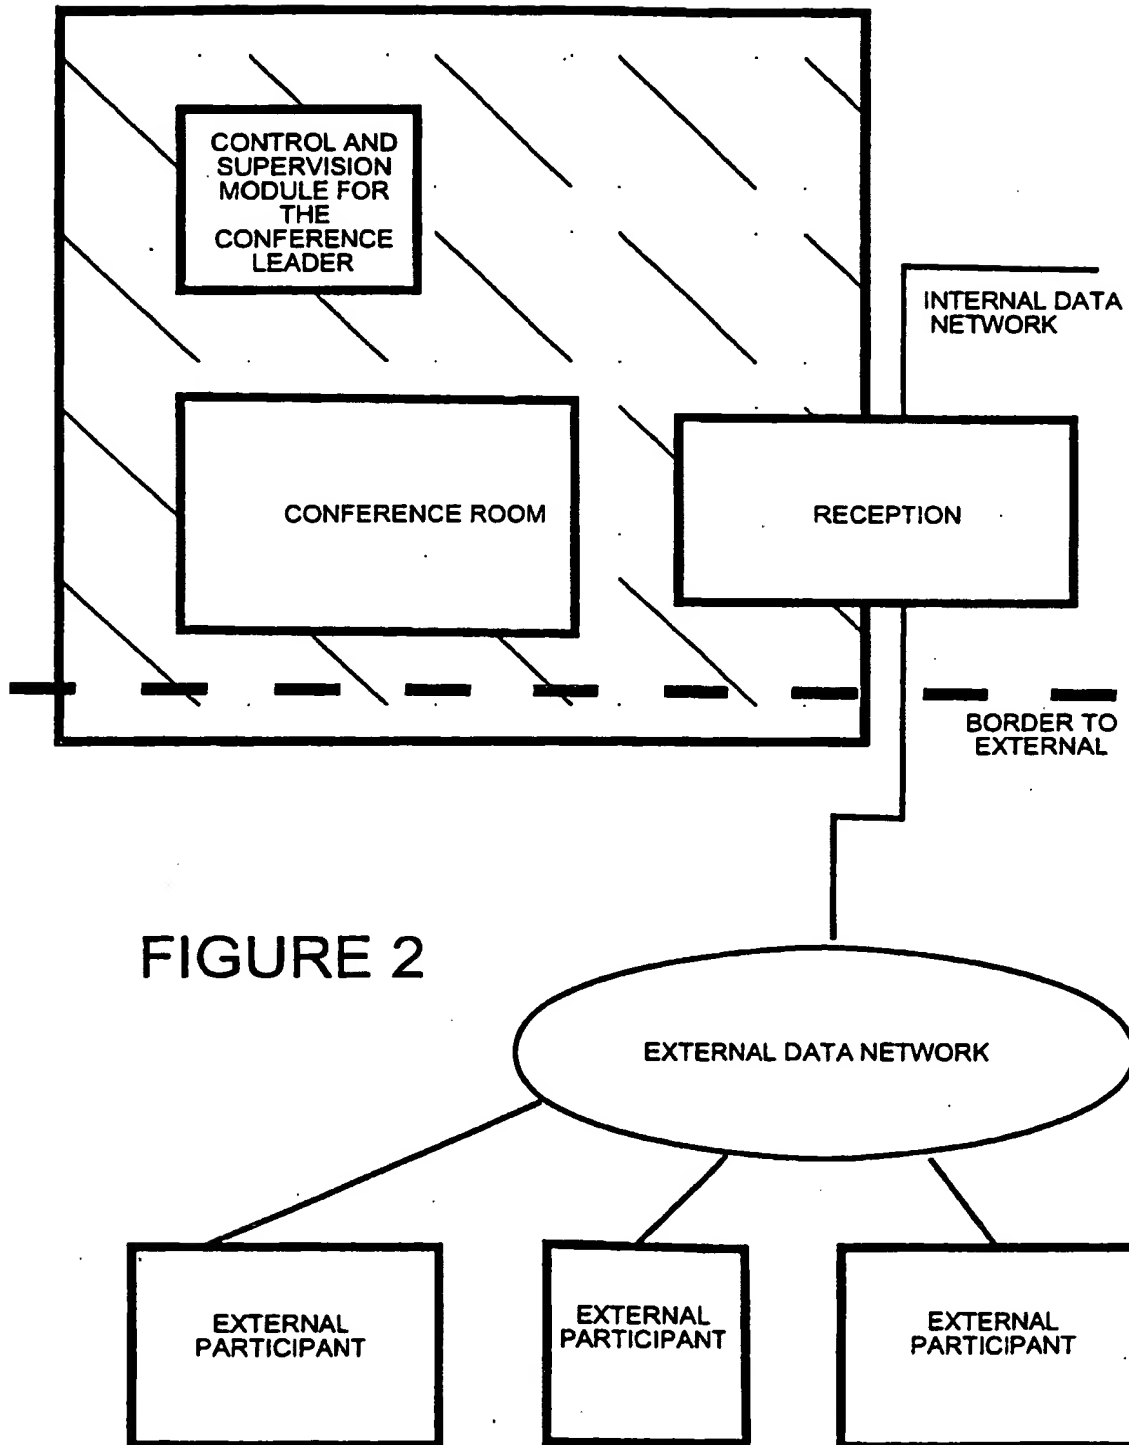 CONTROL AND
SUPERVISION
MODULE FOR
THE
CONFERENCE
LEADER
INTERNAL DATA
NETWORK
CONFERENCE ROOM
RECEPTION
BORDER TO
EXTERNAL
FIGURE 2
EXTERNAL DATA NETWORK
EXTERNAL
PARTICIPANT
EXTERNAL
PARTICIPANT
EXTERNAL
PARTICIPANT